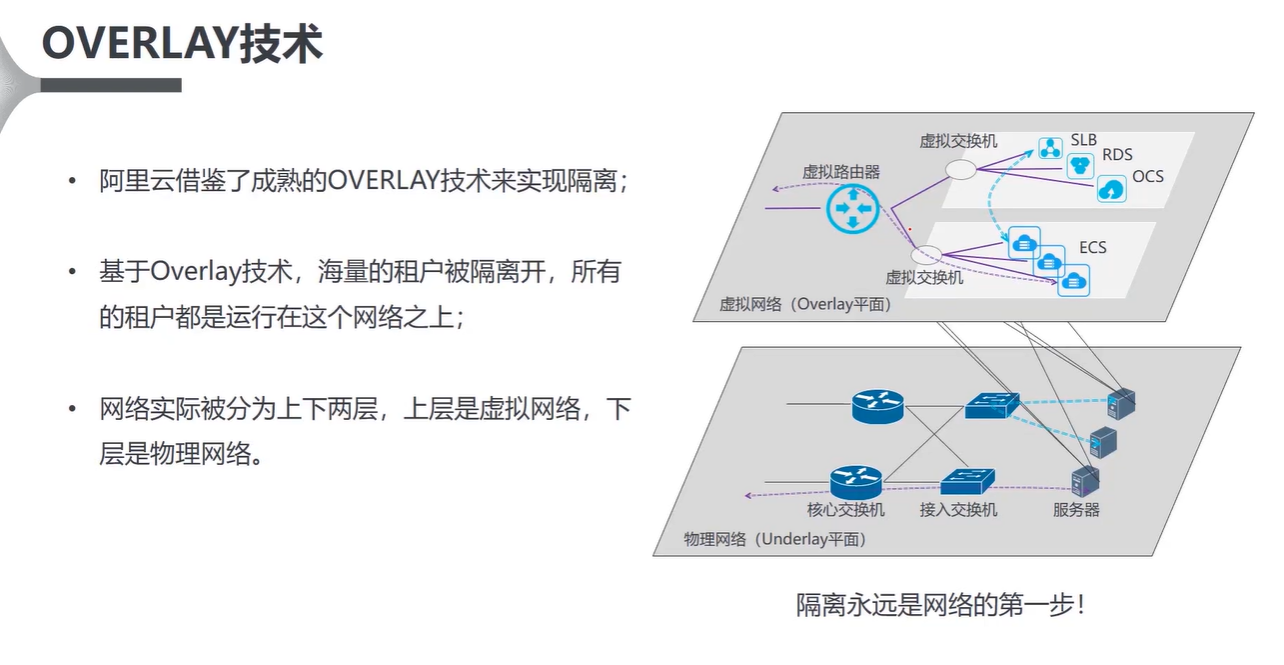 OVERLAY技术
• 阿里云借鉴了成熟的OVERLAY技术来实现隔离；
• 基于Overlay技术，海量的租户被隔离开，所有
的租户都是运行在这个网络之上；
• 网络实际被分为上下两层，上层是虚拟网络，下
层是物理网络。
虚拟交换机
SLB
RDS
OCS
虚拟路由器
ECS
虚拟交换机
虚拟网络（Overlay平面）
核心交换机
接入交换机
服务器
物理网络（Underlay平面）
隔离永远是网络的第一步！